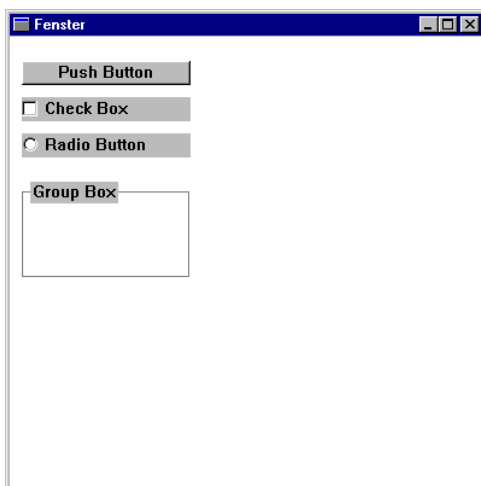 Fenster
Push Button
Check Box
Radio Button
Group Box